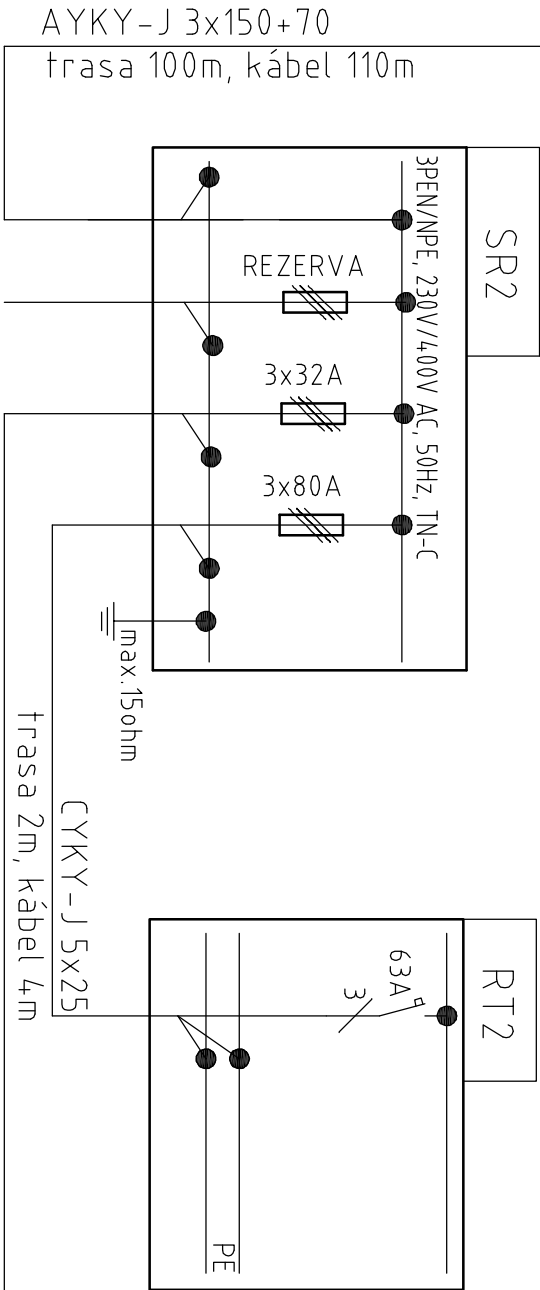 AYKY-J 3x150+70
trasa 100m, kábel 110m
SR2
3PEN/NPE, 230V/400V AC, 50Hz, TN-C
REZERVA
3x32A
3x80A
max.15ohm
CYKY-J 5x25
trasa 2m, kábel 4m
RT2
63A
3
PE